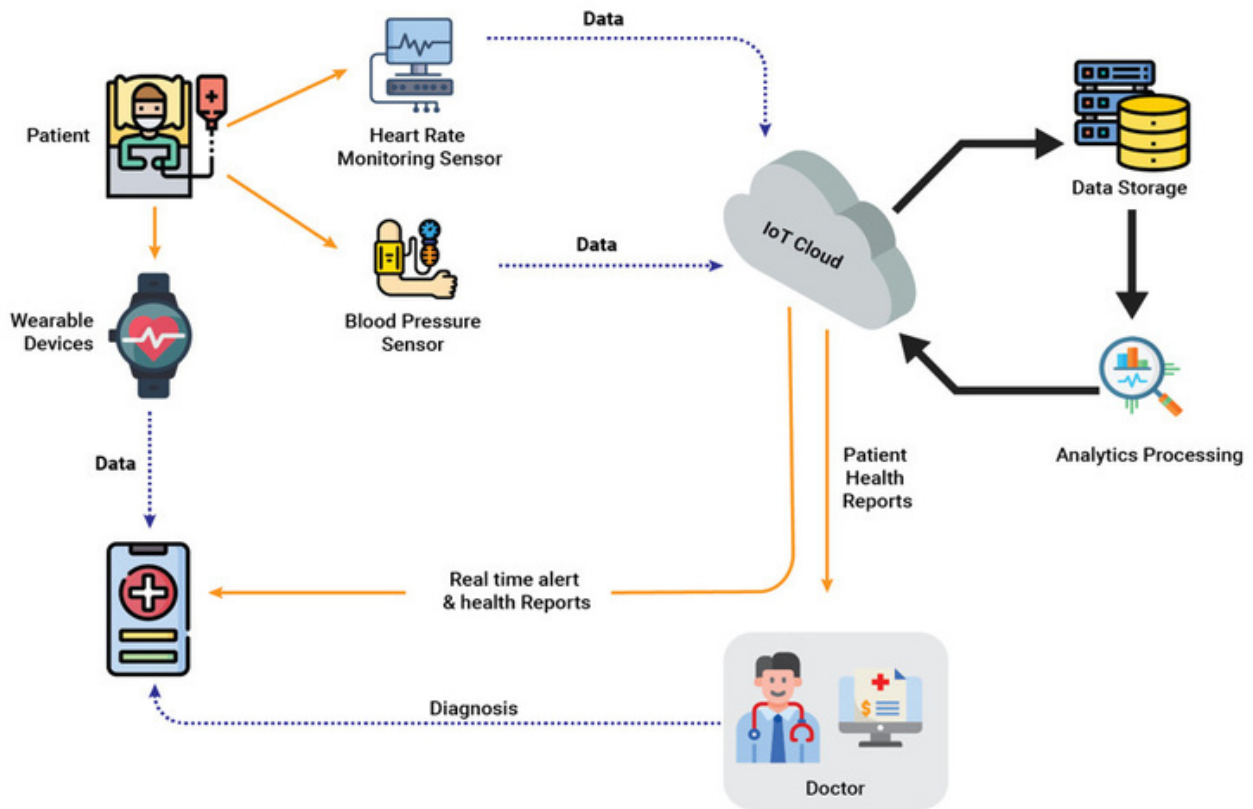 Data
Patient
Heart Rate
Monitoring Sensor
Data Storage
IoT Cloud
Data
Wearable
Devices
Blood Pressure
Sensor
Data
Patient
Health
Reports
Analytics Processing
Real time alert
& health Reports
Diagnosis
$
Doctor